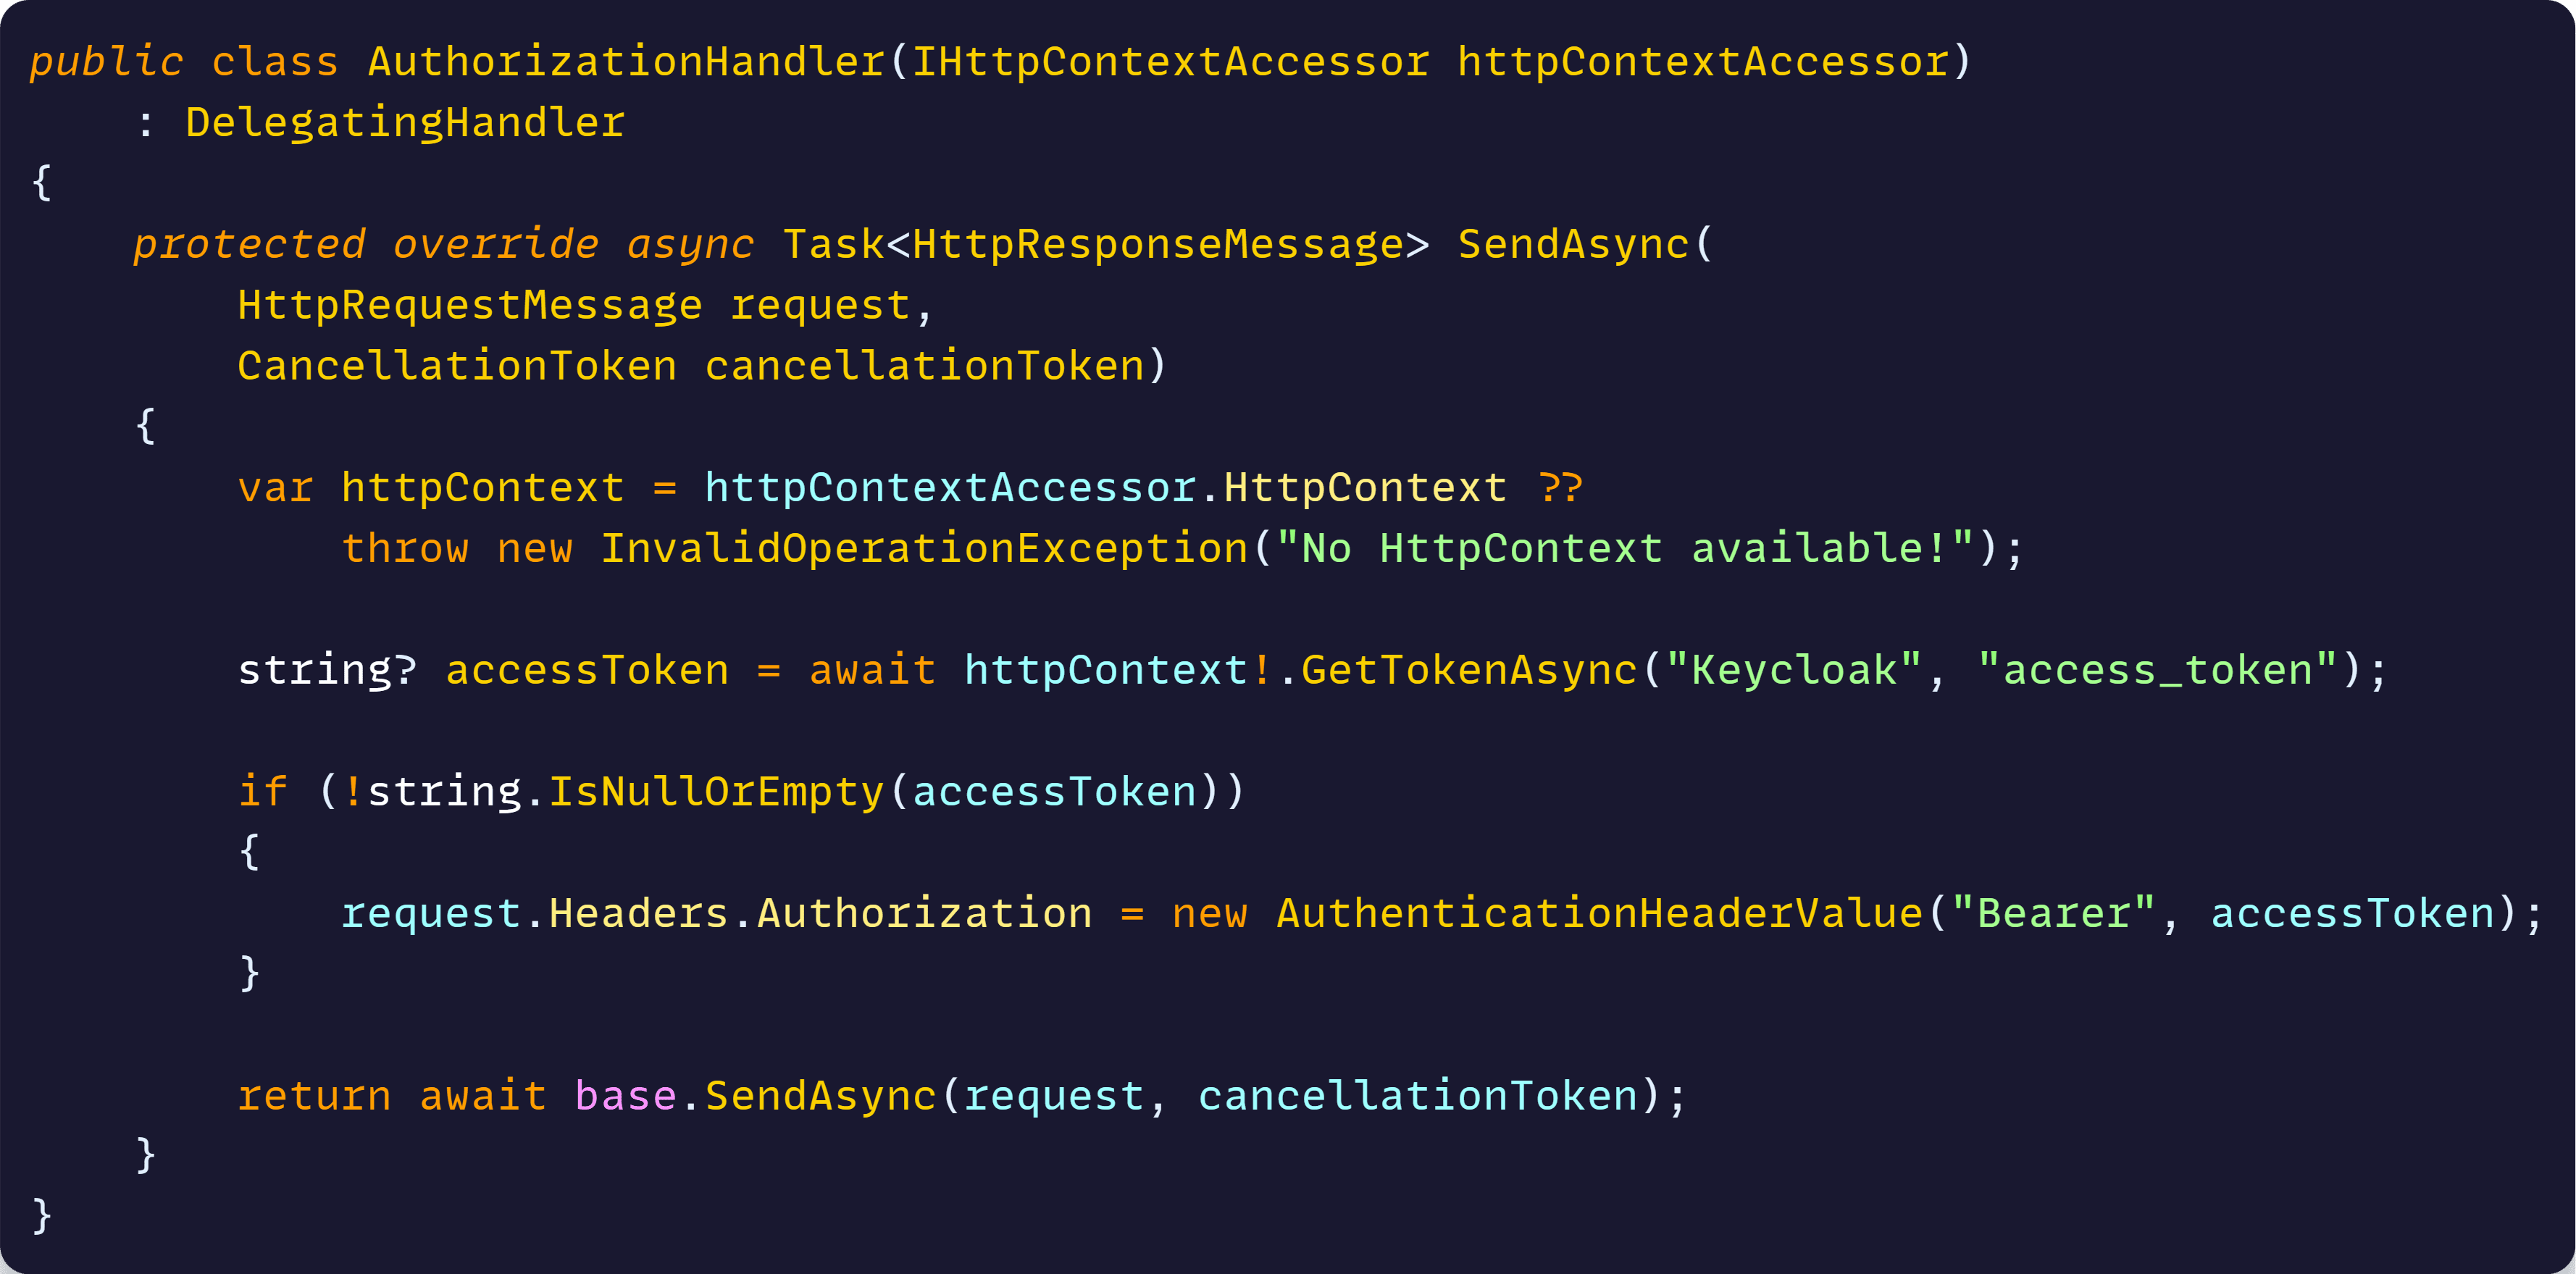 public class AuthorizationHandler(IHttpContextAccessor httpContextAccessor)
    : DelegatingHandler
{
    protected override async Task<HttpResponseMessage> SendAsync(
        HttpRequestMessage request,
        CancellationToken cancellationToken)
    {
        var httpContext = httpContextAccessor.HttpContext ??
            throw new InvalidOperationException("No HttpContext available!");

        string? accessToken = await httpContext!.GetTokenAsync("Keycloak", "access_token");

        if (!string.IsNullOrEmpty(accessToken))
        {
            request.Headers.Authorization = new AuthenticationHeaderValue("Bearer", accessToken);
        }

        return await base.SendAsync(request, cancellationToken);
    }
}